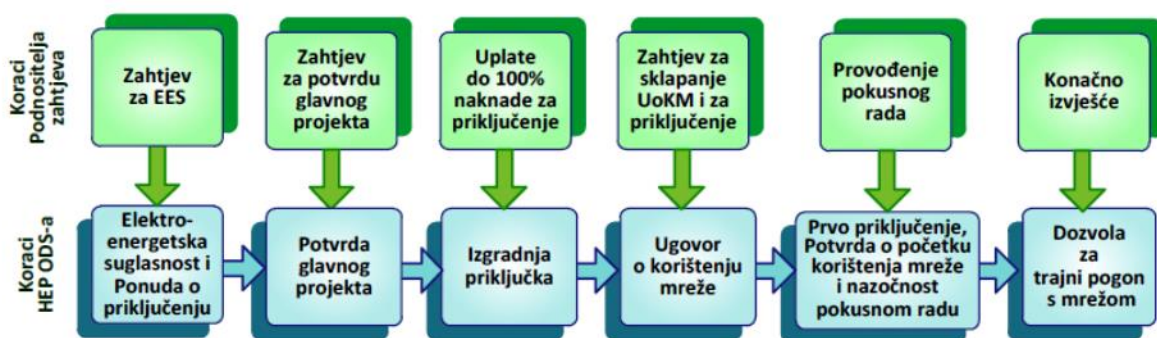 Koraci
Podnositelja
zahtjeva
Zahtjev
za EES
Zahtjev
za potvrdu
glavnog
projekta
Uplate
do 100%
naknade za
priključenje
Zahtjev za
sklapanje
UoKM i za
priključenje
Provođenje
pokusnog
rada
Konačno
izvješće
Koraci
HEP ODS-a
Elektro-
energetska
suglasnost i
Ponuda o
priključenju
Potvrda
glavnog
projekta
Izgradnja
priključka
Ugovor
o korištenju
mreže
Prvo priključenje,
Potvrda o početku
korištenja mreže
i nazočnost
pokusnom radu
Dozvola
za
trajni pogon
s mrežom